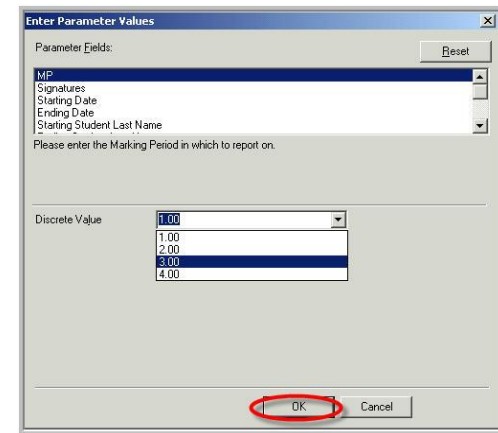 Enter Parameter Values
Parameter Fields:
Reset
MP
Signatures
Starting Date
Ending Date
Starting Student Last Name
Please enter the Marking Period in which to report on.
Discrete Value
1.00
1.00
2.00
3.00
4.00
OK
Cancel